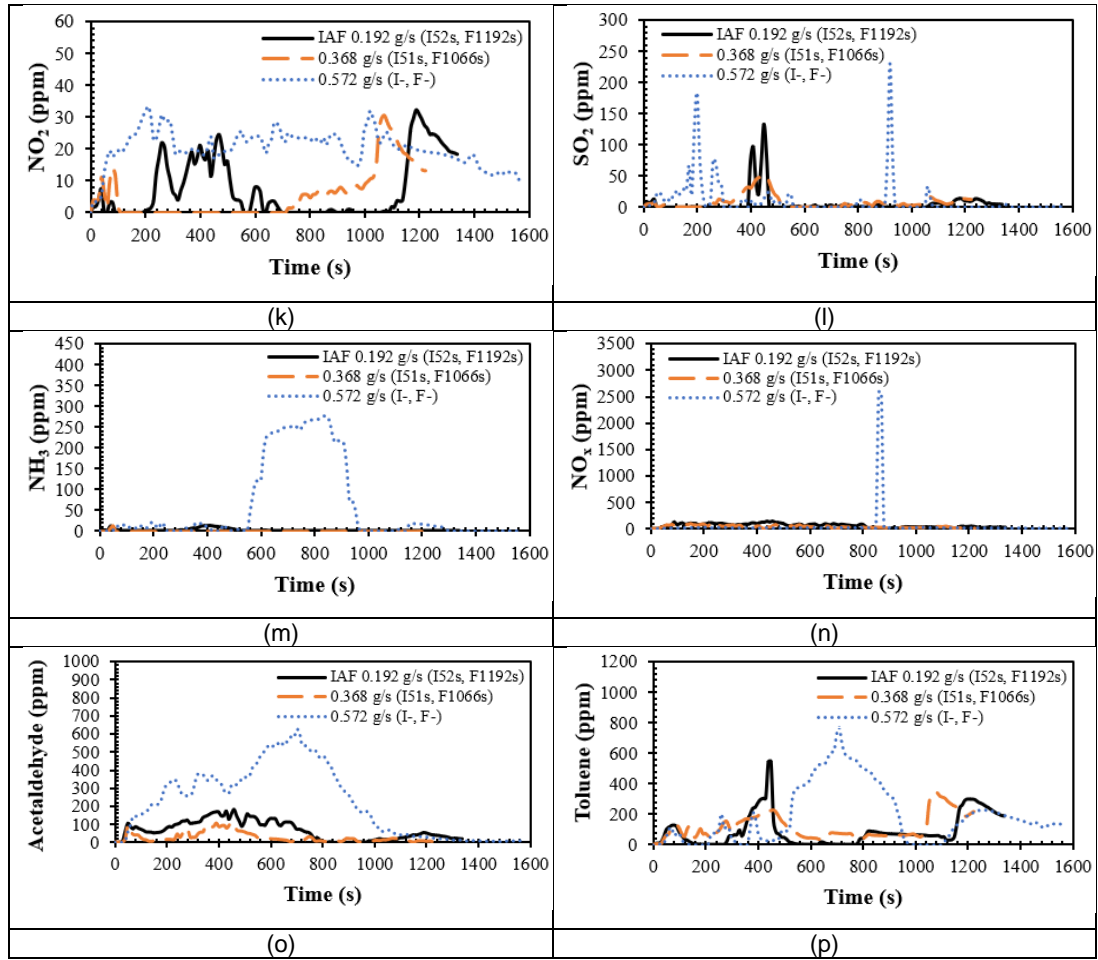 NO2 (ppm)
60
50
40
30
20
10
0
IAF 0.192 g/s (I52s, F1192s)
0.368 g/s (I51s, F1066s)
0.572 g/s (I-, F-)
0 200 400 600 800 1000 1200 1400 1600
Time (s)
SO2 (ppm)
300
250
200
150
100
50
0
IAF 0.192 g/s (I52s, F1192s)
0.368 g/s (I51s, F1066s)
0.572 g/s (I-, F-)
0 200 400 600 800 1000 1200 1400 1600
Time (s)
(k)
(l)
NH3 (ppm)
450
400
350
300
250
200
150
100
50
0
IAF 0.192 g/s (I52s, F1192s)
0.368 g/s (I51s, F1066s)
0.572 g/s (I-, F-)
0 200 400 600 800 1000 1200 1400 1600
Time (s)
NOx (ppm)
3500
3000
2500
2000
1500
1000
500
0
IAF 0.192 g/s (I52s, F1192s)
0.368 g/s (I51s, F1066s)
0.572 g/s (I-, F-)
0 200 400 600 800 1000 1200 1400 1600
Time (s)
(m)
(n)
Acetaldehyde (ppm)
1000
900
800
700
600
500
400
300
200
100
0
IAF 0.192 g/s (I52s, F1192s)
0.368 g/s (I51s, F1066s)
0.572 g/s (I-, F-)
0 200 400 600 800 1000 1200 1400 1600
Time (s)
Toluene (ppm)
1200
1000
800
600
400
200
0
IAF 0.192 g/s (I52s, F1192s)
0.368 g/s (I51s, F1066s)
0.572 g/s (I-, F-)
0 200 400 600 800 1000 1200 1400 1600
Time (s)
(o)
(p)